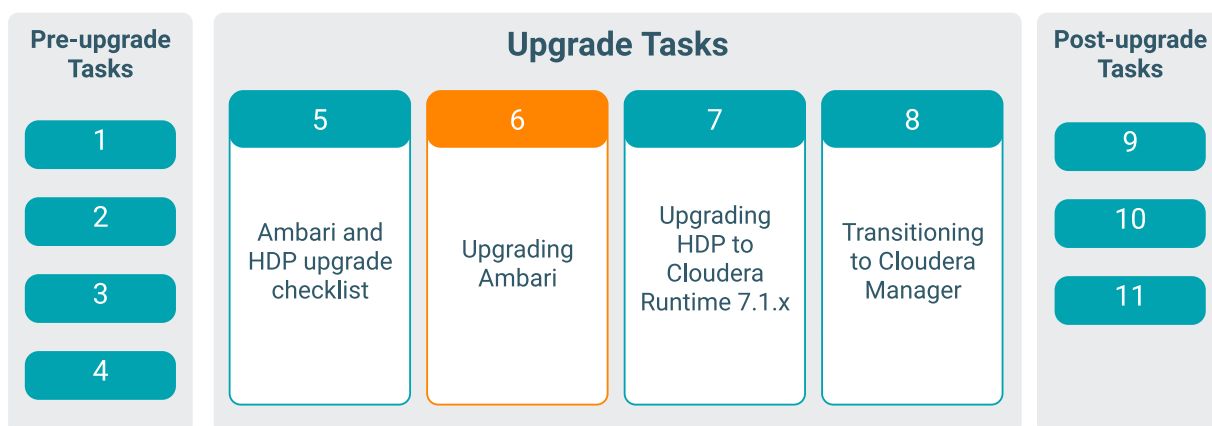 Pre-upgrade
Tasks
1
2
3
4
Upgrade Tasks
5
Ambari and
HDP upgrade
checklist
6
Upgrading
Ambari
7
Upgrading
HDP to
Cloudera
Runtime 7.1.x
8
Transitioning
to Cloudera
Manager
Post-upgrade
Tasks
9
10
11